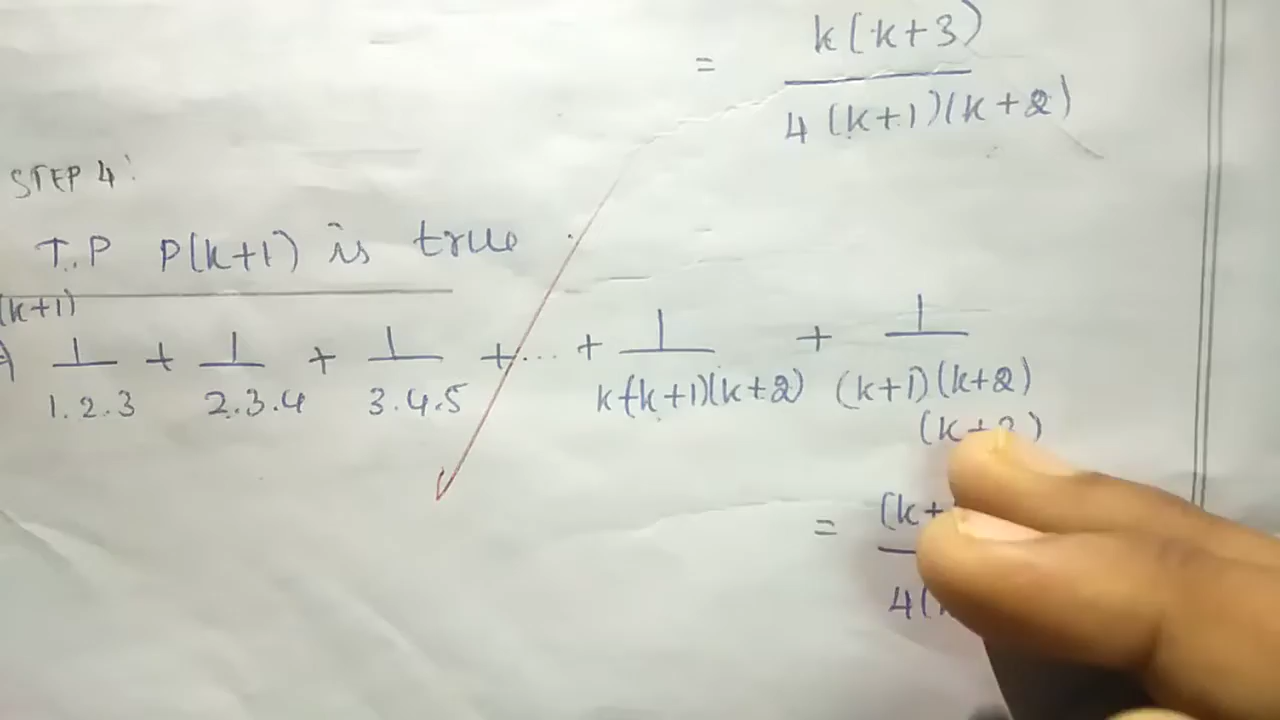 = k(k+3)
4(k+1)(k+2)
STEP 4:
T.P P(k+1) is true
(k+1)
1 + 1 + 1 +... + 1 + 1
1.2.3 2.3.4 3.4.5 k(k+1)(k+2) (k+1)(k+2)
(k+
= (k+
4(